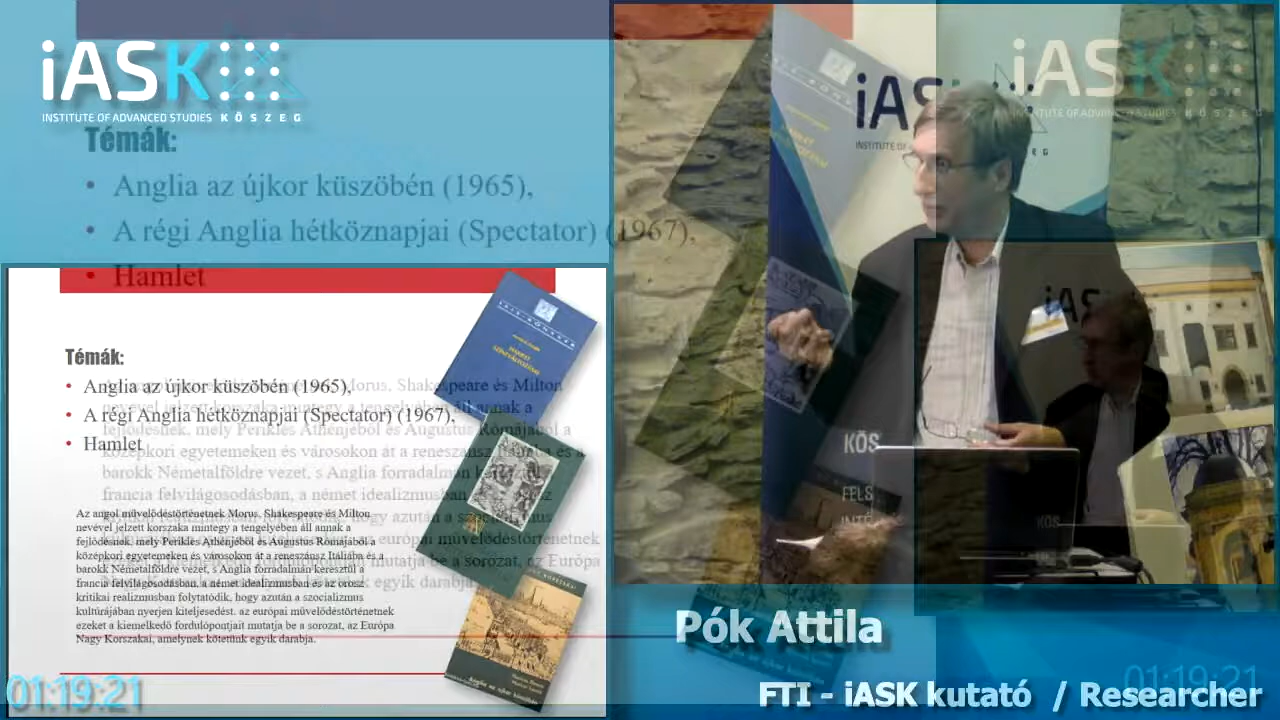 iASK
INSTITUTE OF ADVANCED STUDIES KŐSZEG
Témák:
• Anglia az újkor küszöbén (1965),
• A régi Anglia hétköznapjai (Spectator) (1967),
• Hamlet
Témák:
• Anglia az újkor küszöbén (1965),
• A régi Anglia hétköznapjai (Spectator) (1967),
• Hamlet
Az angol művelődéstörténetnek Morus, Shakespeare és Milton
nevével jelzett korszaka mintegy a tengelyében áll annak a
fejlődésnek, mely Periklés Athénjéből és Augustus Rómájából a
középkori egyetemeken és városokon át a reneszánsz Itáliába és a
barokk Németalföldre vezet, s Anglia forradalmán keresztül a
francia felvilágosodásban, a német idealizmusban és az orosz
kritikai realizmusban folytatódik, hogy azután a szocializmus
kultúrájában nyerjen kiteljesedést. az európai művelődéstörténetnek
ezeket a kiemelkedő fordulópontjait mutatja be a sorozat, az Európa
Nagy Korszakai, amelynek kötetünk egyik darabja.
01:19:21
iASK
INSTITUTE OF ADVANCED STUDIES KŐSZEG
iAS
KŐS
FELS
INTÉ
iAS
KŐS
Pók Attila
FTI - iASK kutató / Researcher
01:19:21